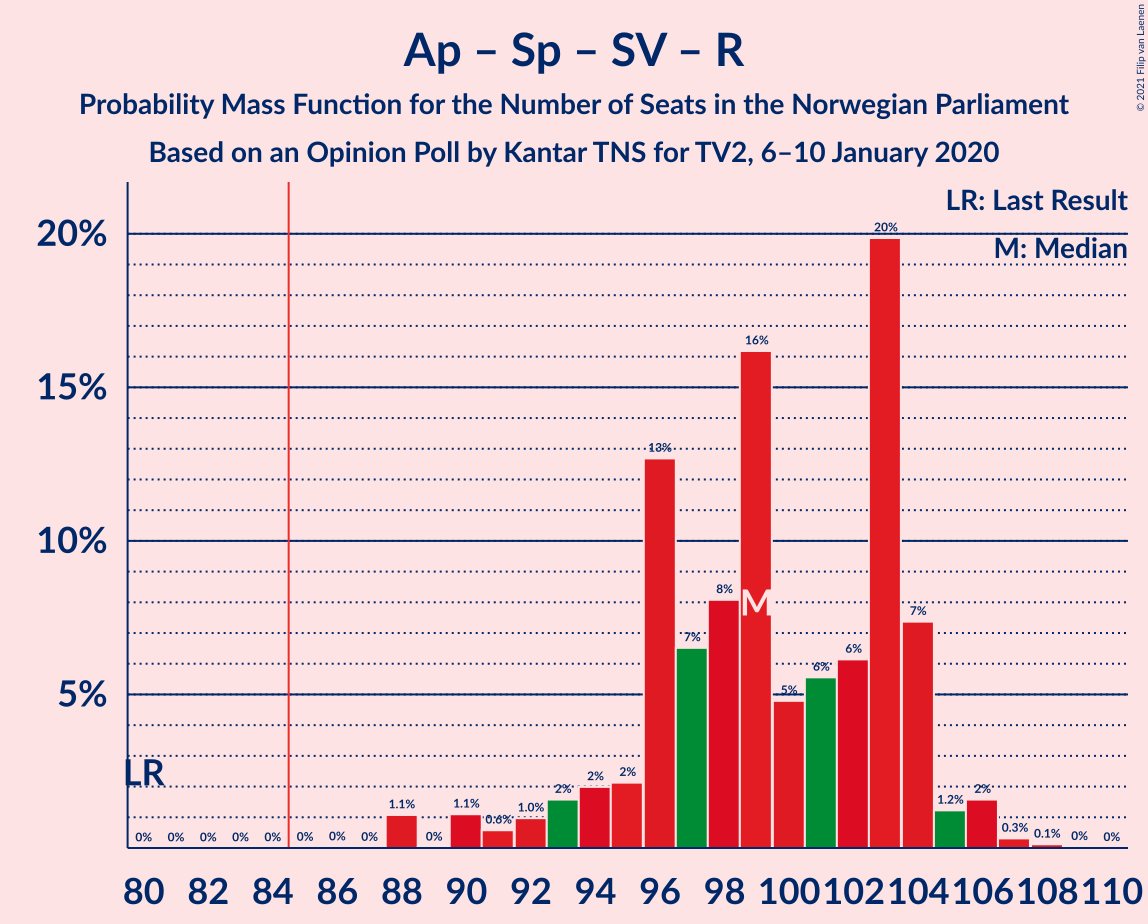 Ap – Sp – SV – R
Probability Mass Function for the Number of Seats in the Norwegian Parliament
Based on an Opinion Poll by Kantar TNS for TV2, 6–10 January 2020
© 2021 Filip van Laenen
LR: Last Result
M: Median
20%
15%
10%
5%
LR
M
0% 0% 0% 0% 0% 0% 0% 0% 1.1% 0% 1.1% 0.6% 1.0% 2% 2% 2% 13% 7% 8% 16% 5% 6% 6% 20% 7% 1.2% 2% 0.3% 0.1% 0% 0%
80 82 84 86 88 90 92 94 96 98 100 102 104 106 108 110